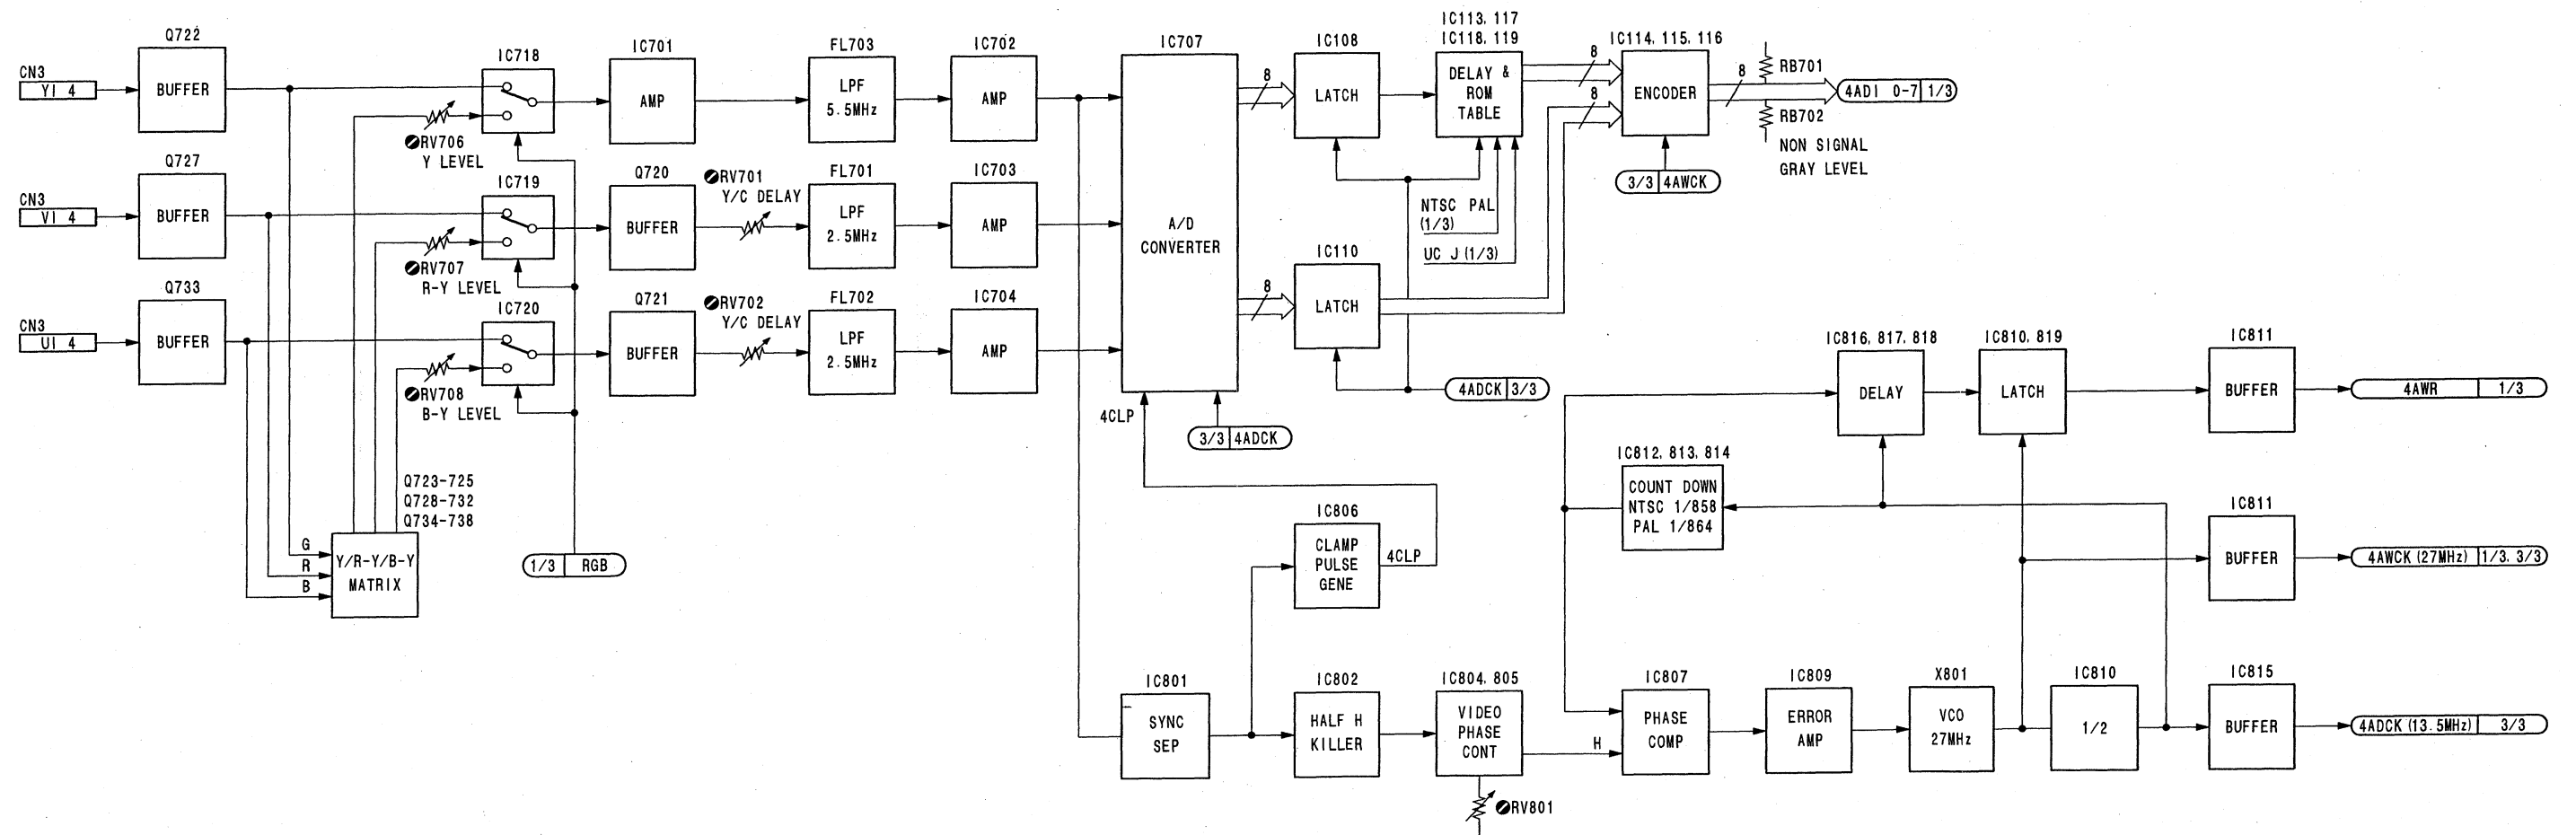 CN3
YI 4
Q722
BUFFER
IC718
RV706
Y LEVEL
IC701
AMP
FL703
LPF
5.5MHz
IC702
AMP
IC707
A/D
CONVERTER
8
IC108
LATCH
IC113, 117
IC118, 119
DELAY &
ROM
TABLE
8
8
IC114, 115, 116
ENCODER
8
RB701
4ADI 0-7 1/3
RB702
NON SIGNAL
GRAY LEVEL
3/3 4AWCK
NTSC PAL
(1/3)
UC J (1/3)
CN3
VI 4
Q727
BUFFER
IC719
RV707
R-Y LEVEL
Q720
BUFFER
RV701
Y/C DELAY
FL701
LPF
2.5MHz
IC703
AMP
8
IC110
LATCH
4ADCK 3/3
CN3
UI 4
Q733
BUFFER
IC720
RV708
B-Y LEVEL
Q721
BUFFER
RV702
Y/C DELAY
FL702
LPF
2.5MHz
IC704
AMP
4CLP
3/3 4ADCK
Q723-725
Q728-732
Q734-738
G
R
B
Y/R-Y/B-Y
MATRIX
1/3 RGB
IC806
CLAMP
PULSE
GENE
4CLP
IC816, 817, 818
DELAY
IC810, 819
LATCH
IC811
BUFFER
4AWR 1/3
IC812, 813, 814
COUNT DOWN
NTSC 1/858
PAL 1/864
IC811
BUFFER
4AWCK (27MHz) 1/3, 3/3
IC801
SYNC
SEP
IC802
HALF H
KILLER
IC804, 805
VIDEO
PHASE
CONT
RV801
H
IC807
PHASE
COMP
IC809
ERROR
AMP
X801
VCO
27MHz
IC810
1/2
IC815
BUFFER
4ADCK (13.5MHz) 3/3